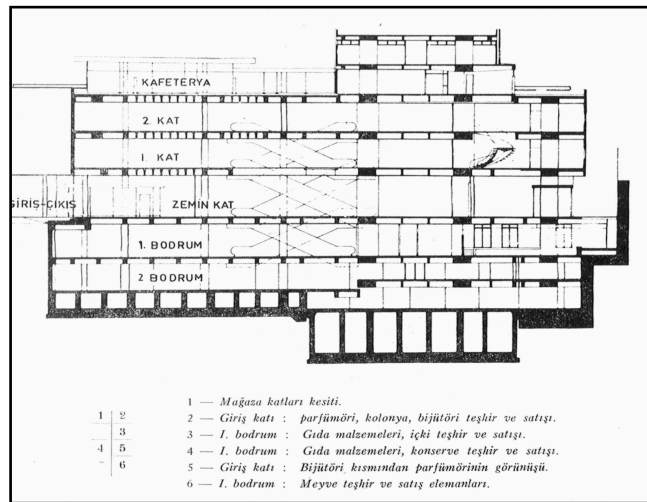 KAFETERYA
2. KAT
1. KAT
GİRİŞ-ÇIKIŞ ZEMİN KAT
1. BODRUM
2 BODRUM
1 — Mağaza katları kesiti.
2 — Giriş katı : parfümöri, kolonya, bijütöri teşhir ve satışı.
3 — I. bodrum : Gıda malzemeleri, içki teşhir ve satışı.
4 — I. bodrum : Gıda malzemeleri, konserve teşhir ve satışı.
5 — Giriş katı : Bijütöri kısmından parfümörinin görünüşü.
6 — I. bodrum : Meyve teşhir ve satış elemanları.
1 2
3
4 5
- 6